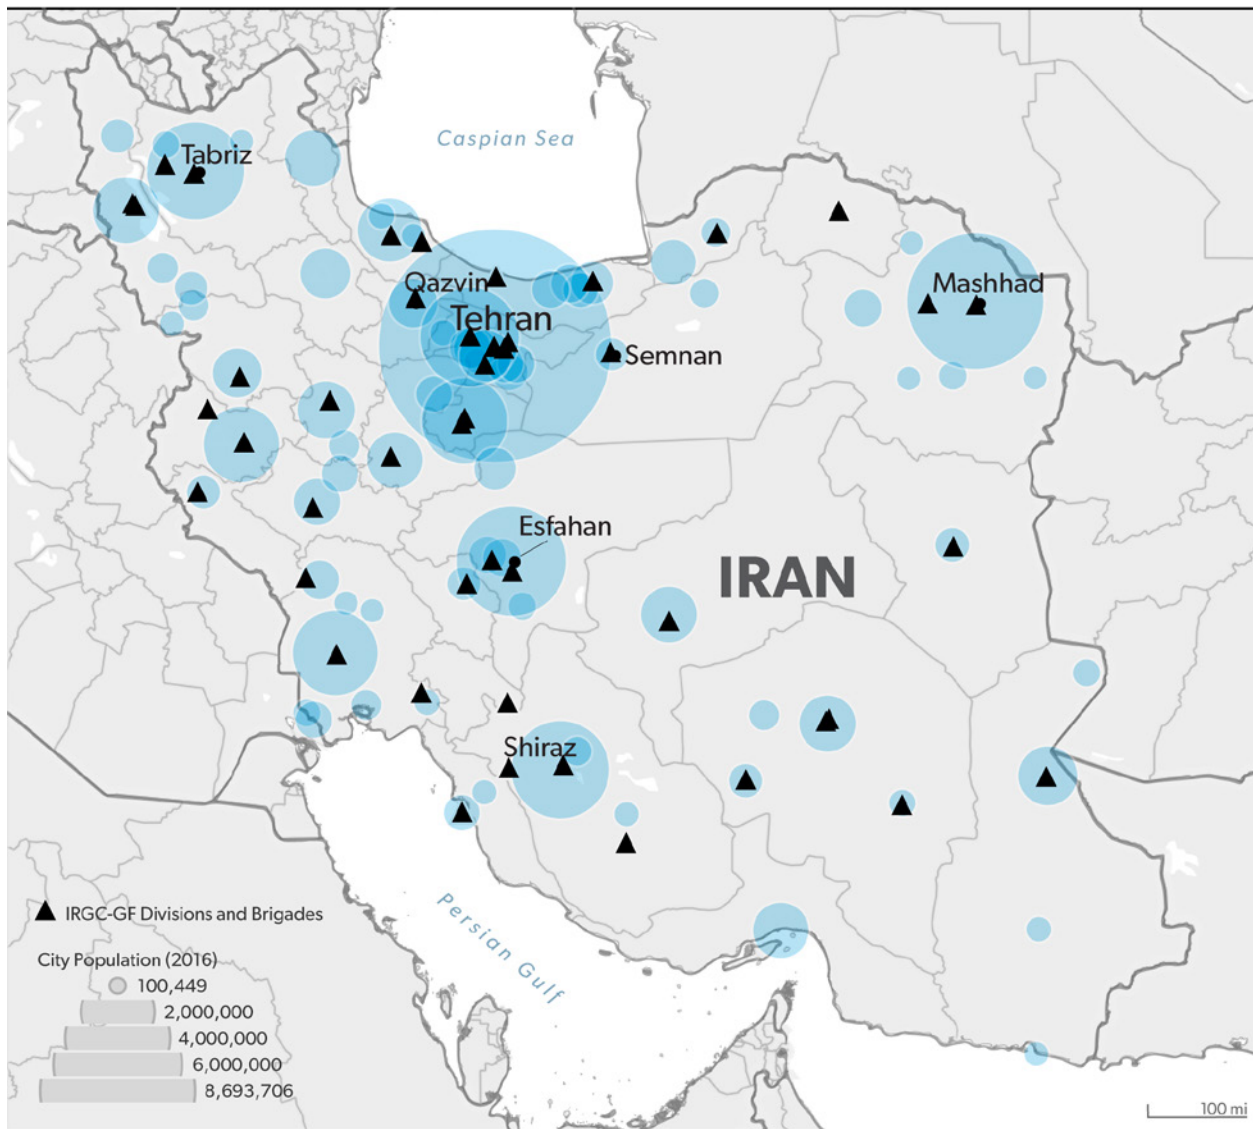 Caspian Sea
Tabriz
Qazvin
Mashhad
Tehran
Semnan
Esfahan
IRAN
Shiraz
Persian Gulf
IRGC-GF Divisions and Brigades
City Population (2016)
100,449
2,000,000
4,000,000
6,000,000
8,693,706
100 mi